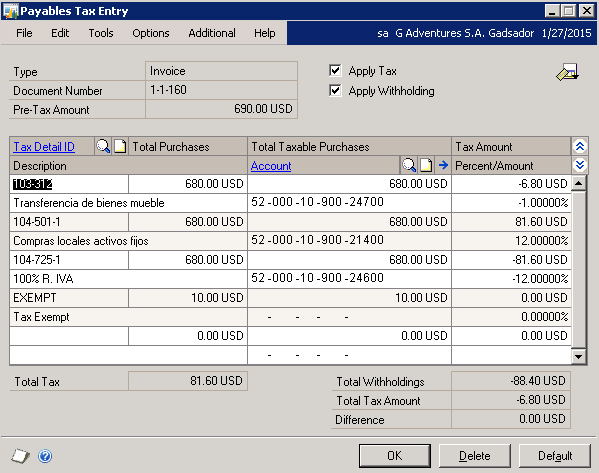 Payables Tax Entry
File Edit Tools Options Additional Help sa G Adventures S.A. Gadsador 1/27/2015
Type Invoice Apply Tax
Document Number 1-1-160 Apply Withholding
Pre-Tax Amount 690.00 USD
Tax Detail ID Total Purchases Total Taxable Purchases Tax Amount
Description Account Percent/Amount
103-312 680.00 USD 680.00 USD -6.80 USD
Transferencia de bienes mueble 52 -000 -10 -900 -24700 -1.00000%
104-501-1 680.00 USD 680.00 USD 81.60 USD
Compras locales activos fijos 52 -000 -10 -900 -21400 12.00000%
104-725-1 680.00 USD 680.00 USD -81.60 USD
100% R. IVA 52 -000 -10 -900 -24600 -12.00000%
EXEMPT 10.00 USD 10.00 USD 0.00 USD
Tax Exempt - - - - 0.00000%
0.00 USD 0.00 USD 0.00 USD
- - - -
Total Tax 81.60 USD Total Withholdings -88.40 USD
Total Tax Amount -6.80 USD
Difference 0.00 USD
OK Delete Default